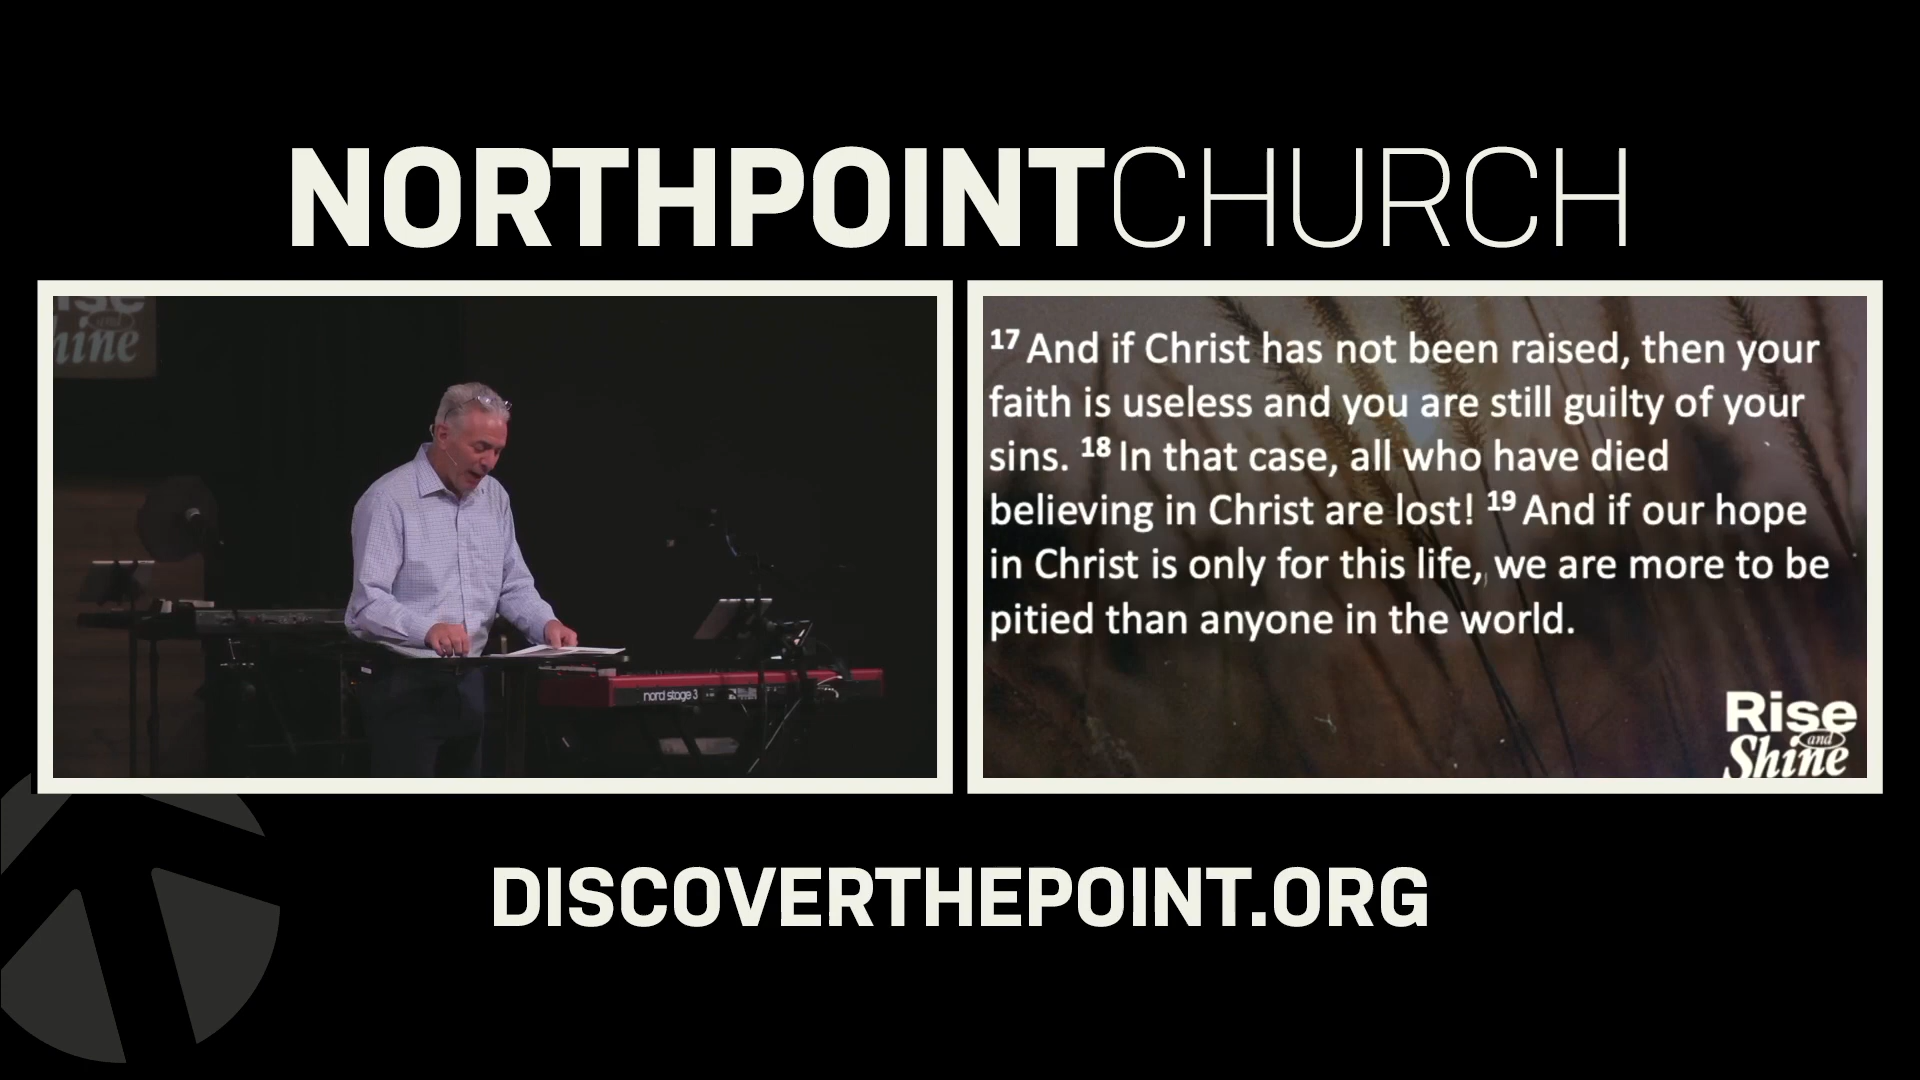 NORTHPOINTCHURCH
ise
and
hine
nord stage 3
17 And if Christ has not been raised, then your
faith is useless and you are still guilty of your
sins. 18 In that case, all who have died
believing in Christ are lost! 19 And if our hope
in Christ is only for this life, we are more to be
pitied than anyone in the world.
Rise
and
Shine
DISCOVERTHEPOINT.ORG